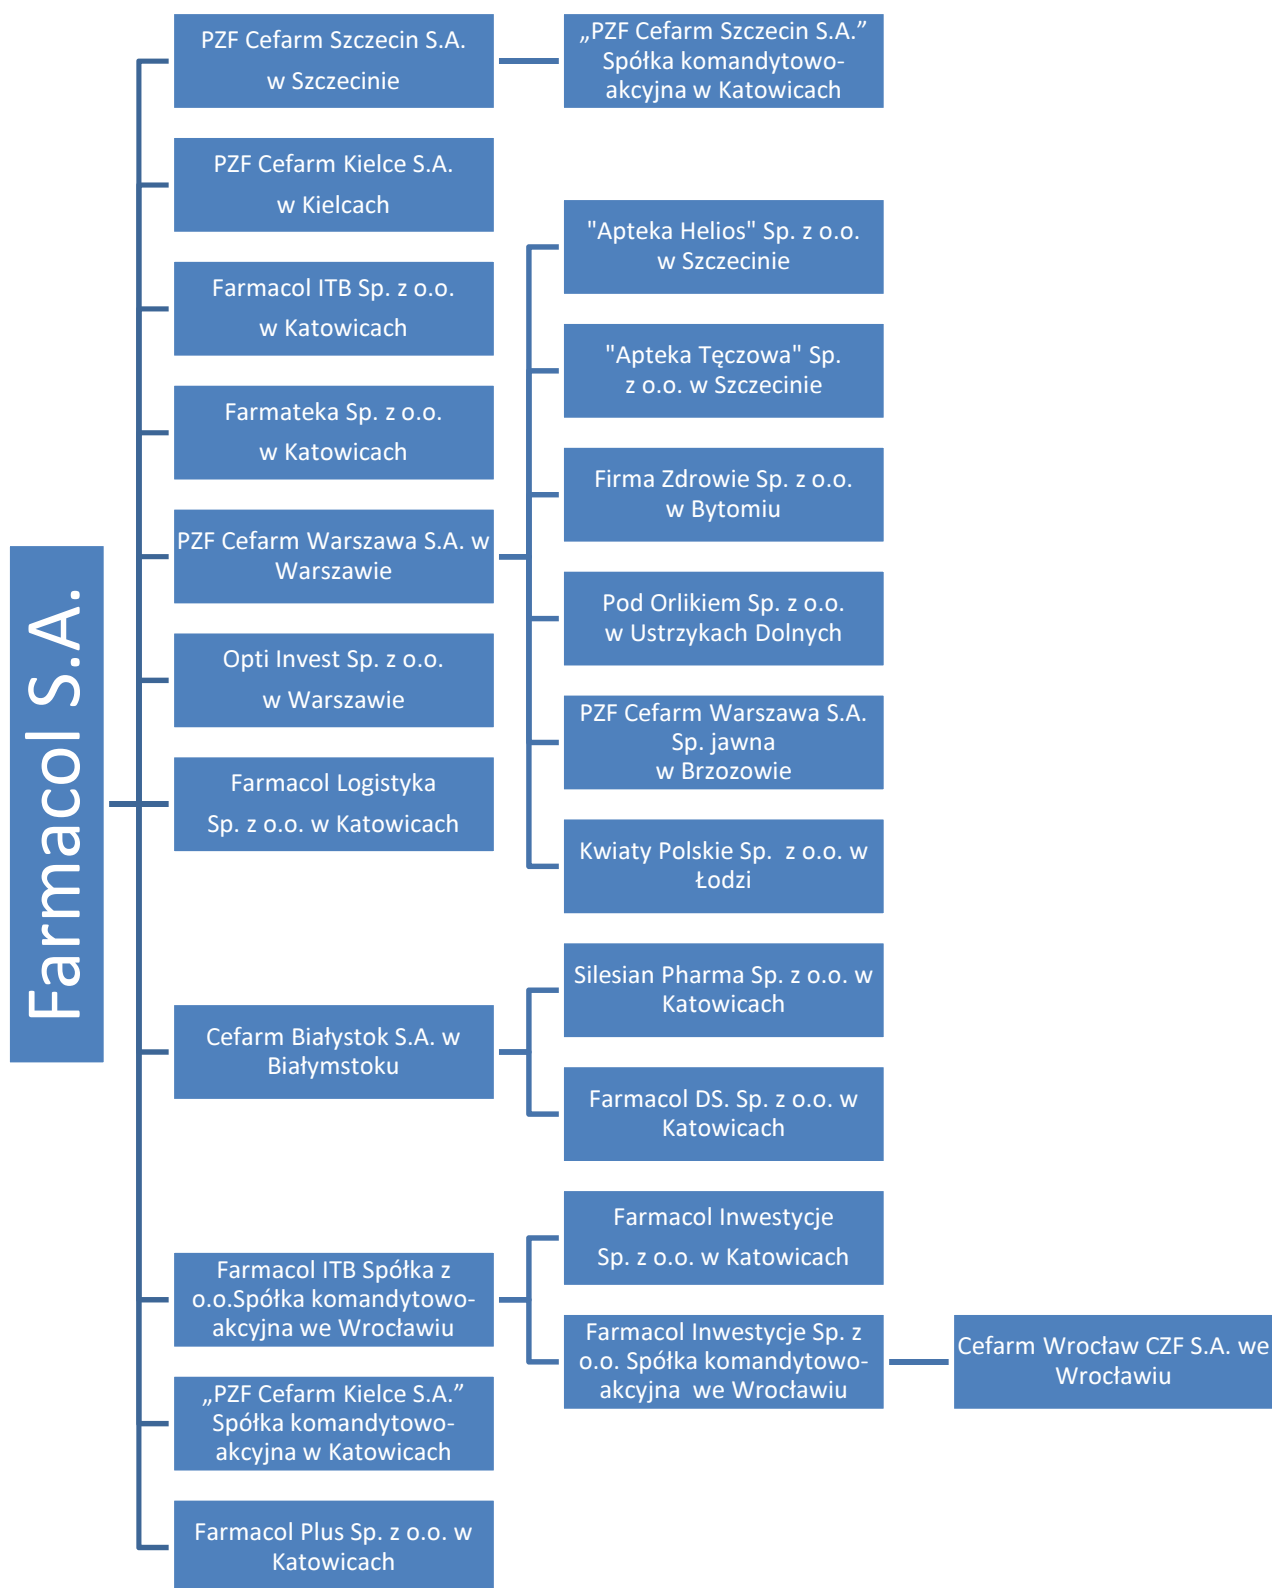 Farmacol S.A.
PZF Cefarm Szczecin S.A.
w Szczecinie
„PZF Cefarm Szczecin S.A.”
Spółka komandytowo-
akcyjna w Katowicach
PZF Cefarm Kielce S.A.
w Kielcach
Farmacol ITB Sp. z o.o.
w Katowicach
Farmateka Sp. z o.o.
w Katowicach
PZF Cefarm Warszawa S.A. w
Warszawie
"Apteka Helios" Sp. z o.o.
w Szczecinie
"Apteka Tęczowa" Sp.
z o.o. w Szczecinie
Firma Zdrowie Sp. z o.o.
w Bytomiu
Pod Orlikiem Sp. z o.o.
w Ustrzykach Dolnych
PZF Cefarm Warszawa S.A.
Sp. jawna
w Brzozowie
Kwiaty Polskie Sp. z o.o. w
Łodzi
Opti Invest Sp. z o.o.
w Warszawie
Farmacol Logistyka
Sp. z o.o. w Katowicach
Cefarm Białystok S.A. w
Białymstoku
Silesian Pharma Sp. z o.o. w
Katowicach
Farmacol DS. Sp. z o.o. w
Katowicach
Farmacol ITB Spółka z
o.o.Spółka komandytowo-
akcyjna we Wrocławiu
Farmacol Inwestycje
Sp. z o.o. w Katowicach
Farmacol Inwestycje Sp. z
o.o. Spółka komandytowo-
akcyjna we Wrocławiu
Cefarm Wrocław CZF S.A. we
Wrocławiu
„PZF Cefarm Kielce S.A.”
Spółka komandytowo-
akcyjna w Katowicach
Farmacol Plus Sp. z o.o. w
Katowicach